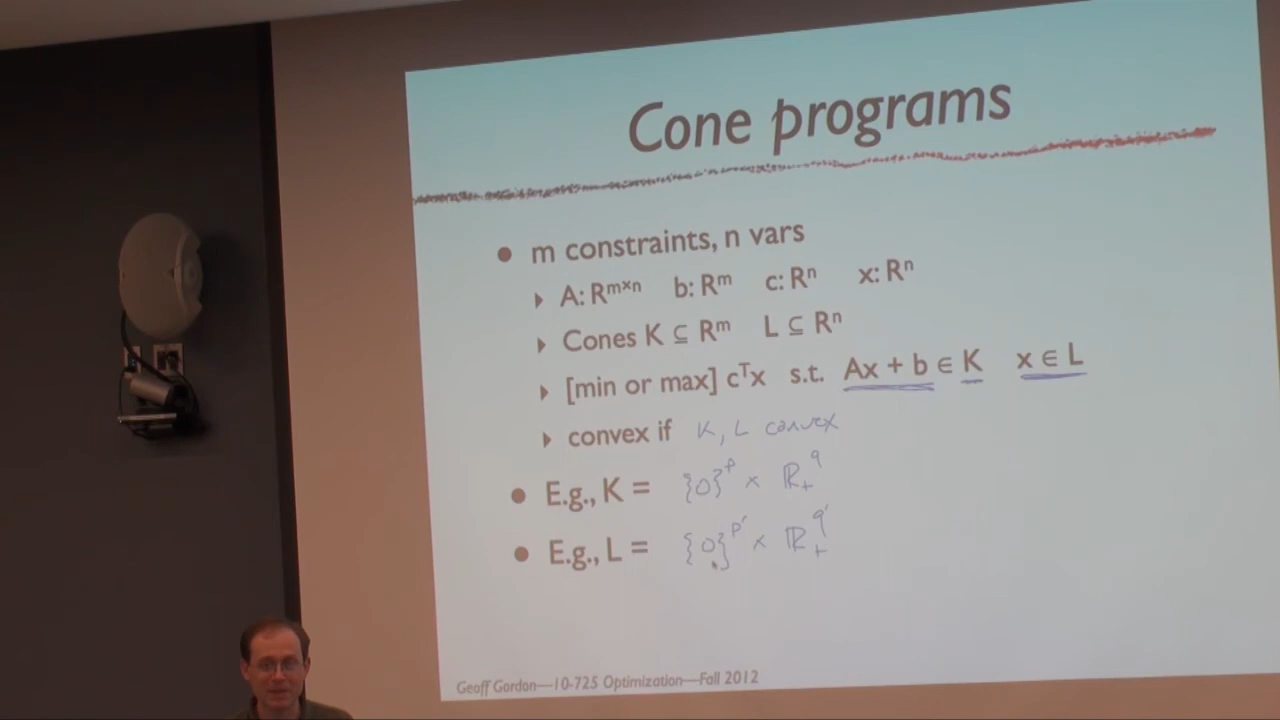 Cone programs
• m constraints, n vars
‣ A: Rᵐˣⁿ b: Rᵐ c: Rⁿ x: Rⁿ
‣ Cones K ⊆ Rᵐ L ⊆ Rⁿ
‣ [min or max] cᵀx s.t. Ax + b ∈ K x ∈ L
‣ convex if K, L convex
• E.g., K = {0}ᵖ × ℝ₊^q
• E.g., L = {0}^p' × ℝ₊^q'
Geoff Gordon—10-725 Optimization—Fall 2012